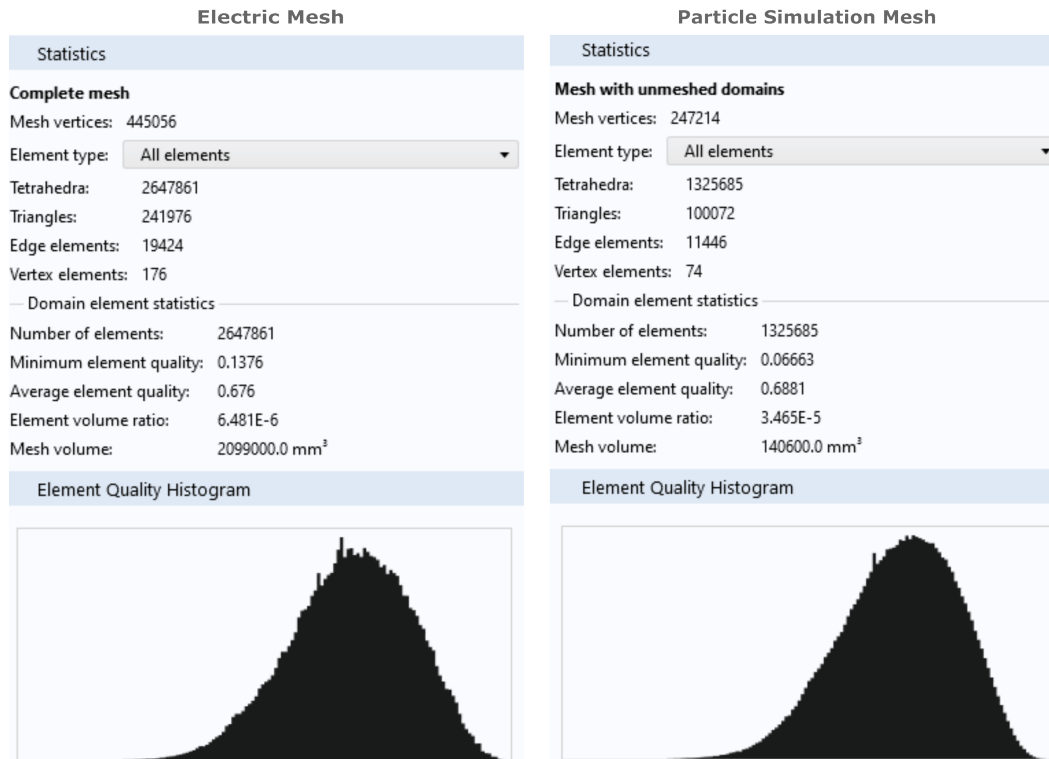 Electric Mesh
Statistics
Complete mesh
Mesh vertices: 445056
Element type: All elements
Tetrahedra: 2647861
Triangles: 241976
Edge elements: 19424
Vertex elements: 176
Domain element statistics
Number of elements: 2647861
Minimum element quality: 0.1376
Average element quality: 0.676
Element volume ratio: 6.481E-6
Mesh volume: 2099000.0 mm³
Element Quality Histogram
Particle Simulation Mesh
Statistics
Mesh with unmeshed domains
Mesh vertices: 247214
Element type: All elements
Tetrahedra: 1325685
Triangles: 100072
Edge elements: 11446
Vertex elements: 74
Domain element statistics
Number of elements: 1325685
Minimum element quality: 0.06663
Average element quality: 0.6881
Element volume ratio: 3.465E-5
Mesh volume: 140600.0 mm³
Element Quality Histogram